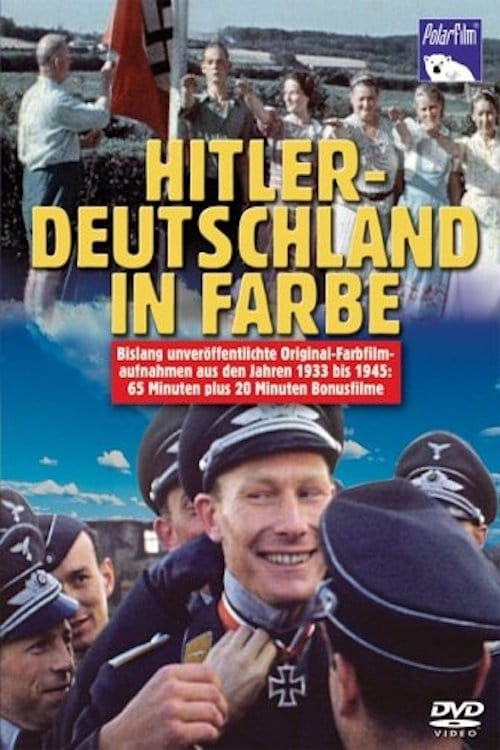 Polarfilm
HITLER-
DEUTSCHLAND
IN FARBE
Bislang unveröffentlichte Original-Farbfilm-
aufnahmen aus den Jahren 1933 bis 1945:
65 Minuten plus 20 Minuten Bonusfilme
DVD
VIDEO